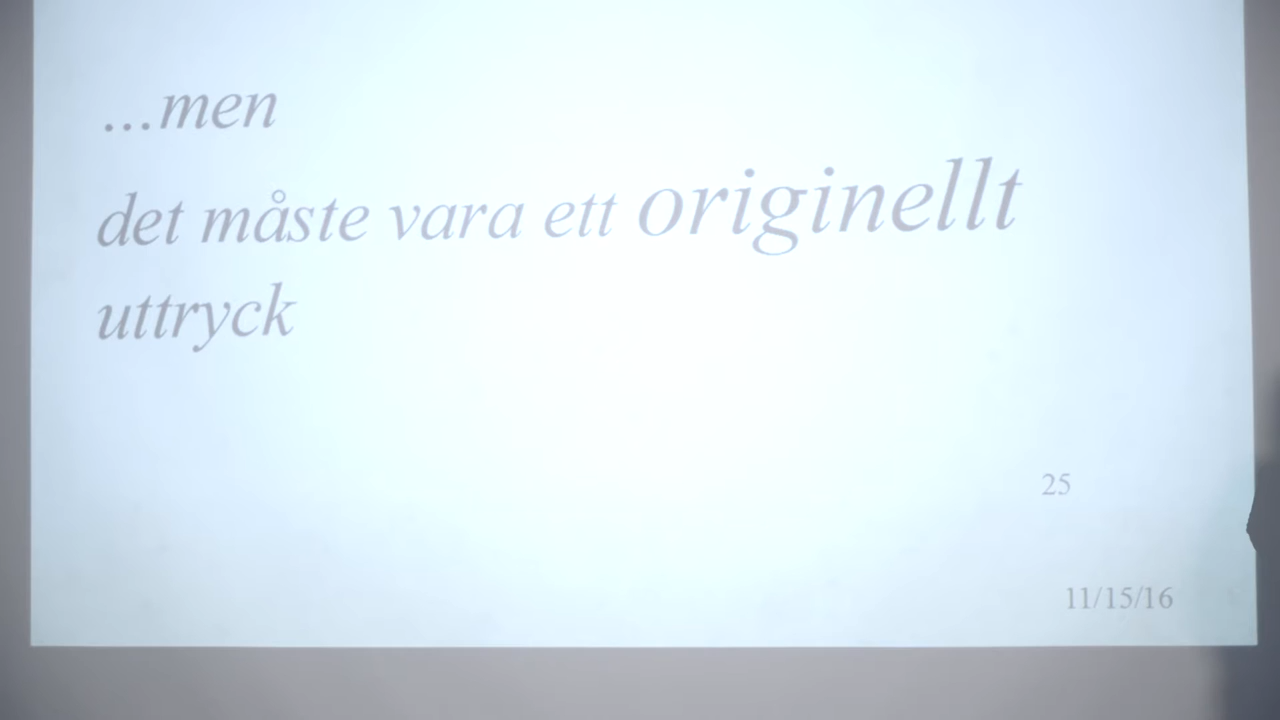 ...men
det måste vara ett originellt
uttryck
25
11/15/16